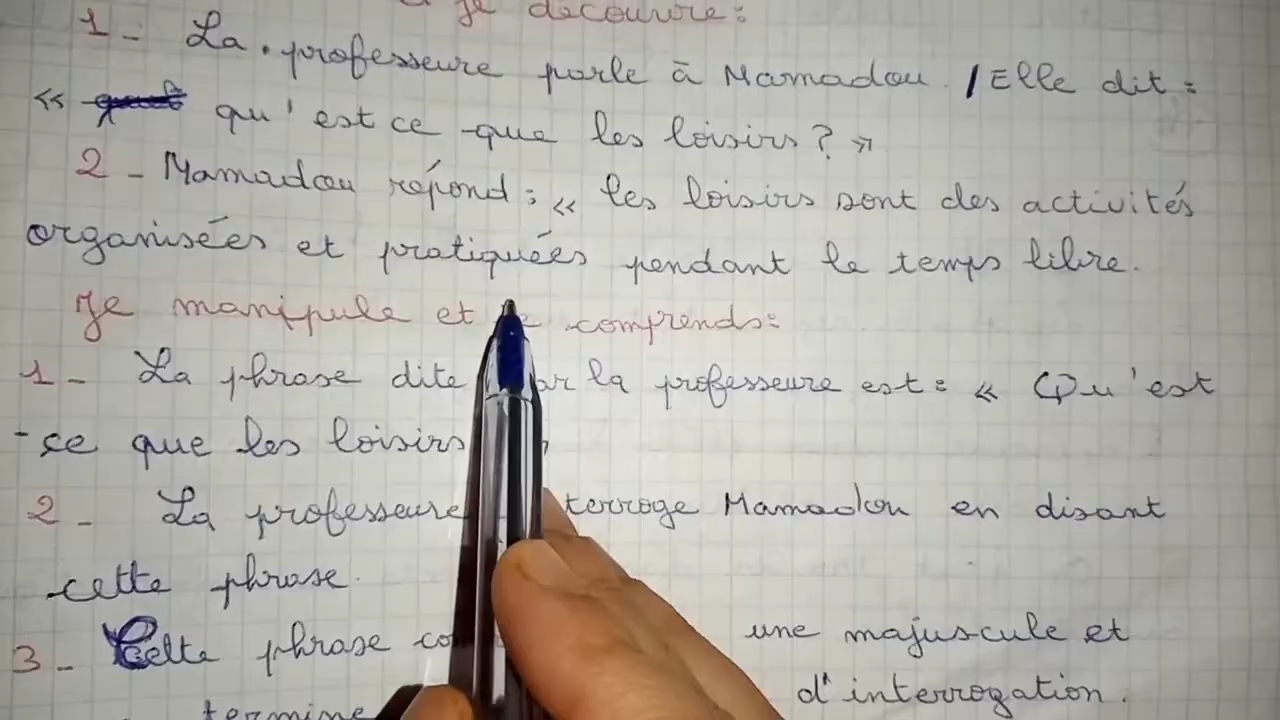 je découvre:
1- La professeure parle à Mamadou. / Elle dit :
« qu'est ce que les loisirs? »
2- Mamadou répond: « les loisirs sont des activités
organisées et pratiquées pendant le temps libre.
Je manipule et comprends:
1- La phrase dite la professeure est: « Qu'est
-ce que les loisirs
2- La professeure Mamadou en disant
cette phrase.
3- Cette phrase une majuscule et
termine d'interrogation.